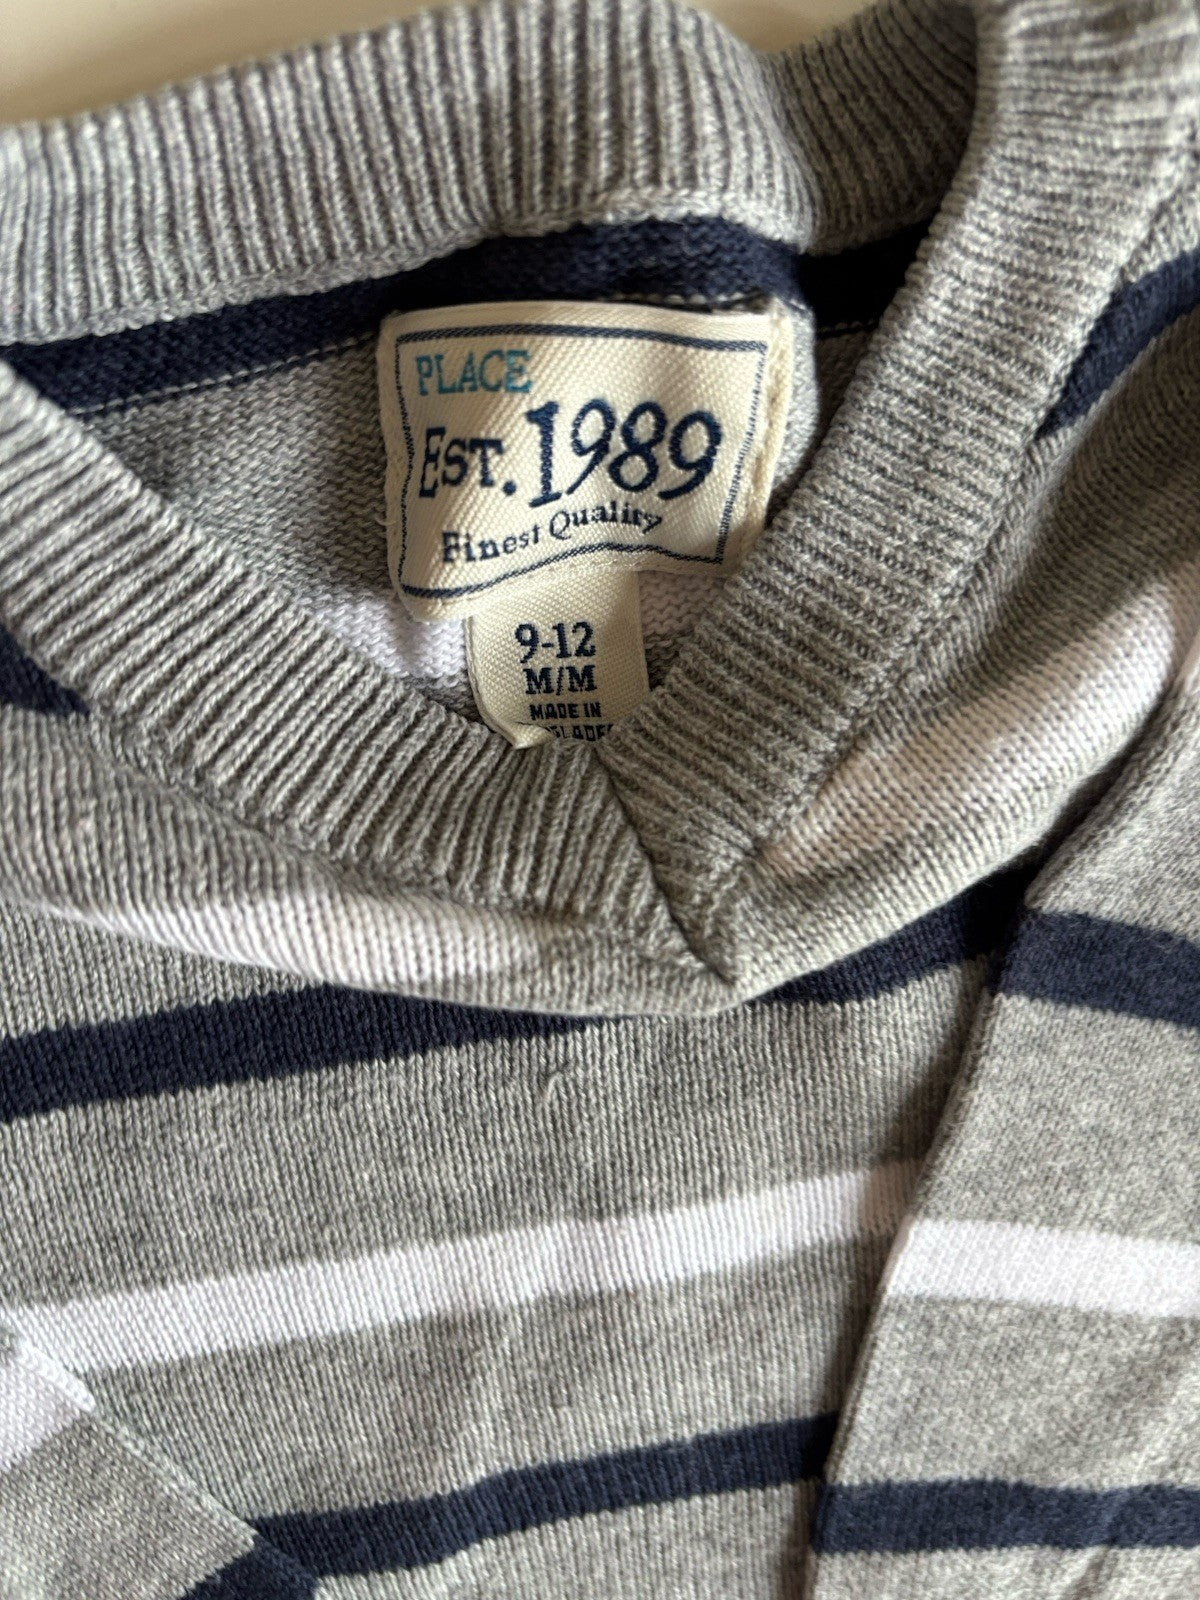 PLACE
EST. 1989
Finest Quality
9-12
M/M
MADE IN